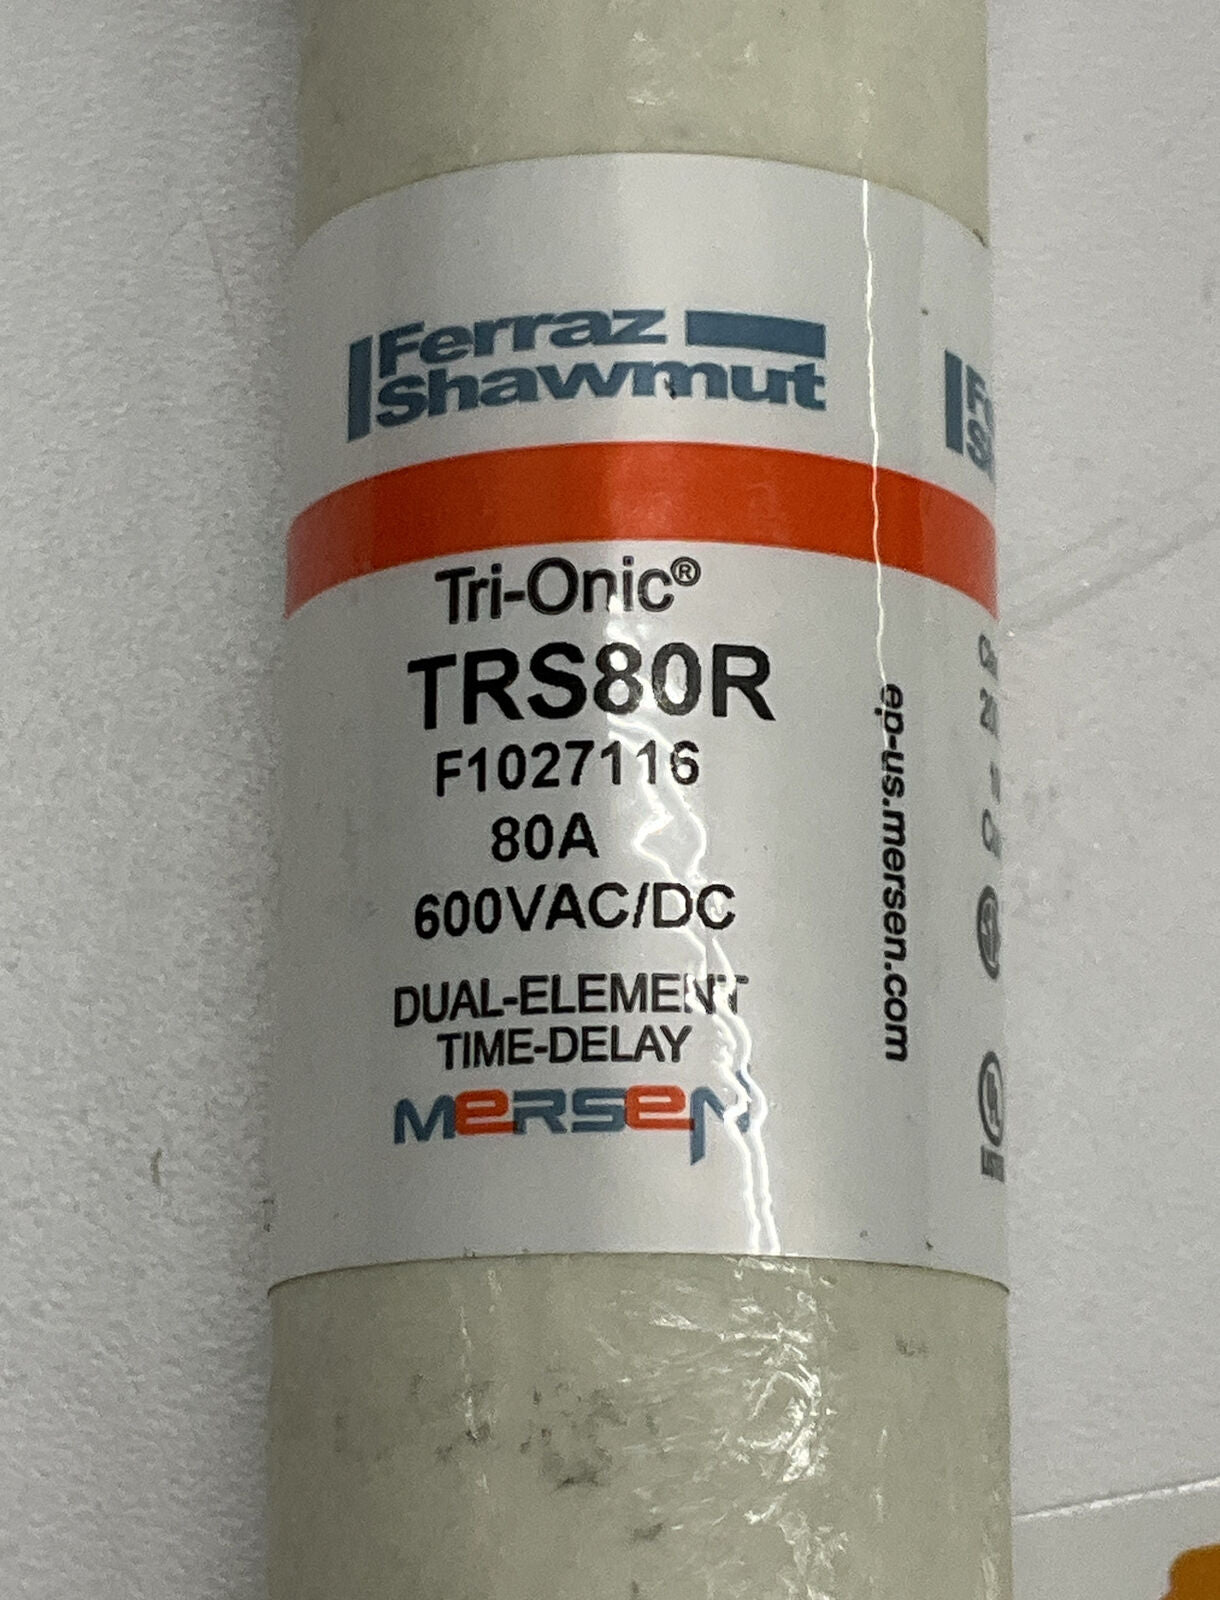 Ferraz
Shawmut
Tri-Onic®
TRS80R
F1027116
80A
600VAC/DC
DUAL-ELEMENT
TIME-DELAY
MERSEN
ep-us.mersen.com